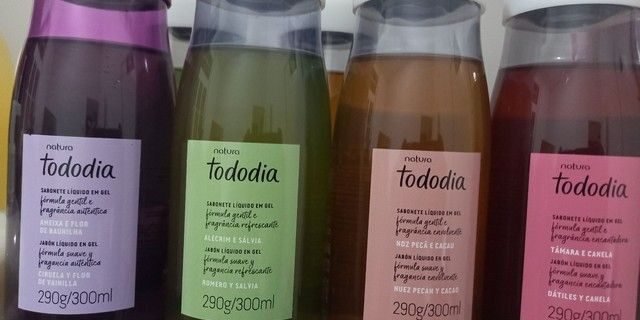 natura
tododia
SABONETE LÍQUIDO EM GEL
fórmula gentil e
fragrância autêntica
AMEIXA E FLOR
DE BAUNILHA
JABÓN LÍQUIDO EN GEL
fórmula suave y
fragancia auténtica
CIRUELA Y FLOR
DE VAINILLA
290g/300ml
natura
tododia
SABONETE LÍQUIDO EM GEL
fórmula gentil e
fragrância refrescante
ALECRIM E SÁLVIA
JABÓN LÍQUIDO EN GEL
fórmula suave y
fragancia refrescante
ROMERO Y SALVIA
290g/300ml
natura
tododia
SABONETE LÍQUIDO EM GEL
fórmula gentil e
fragrância envolvente
NOZ PECÃ E CACAU
JABÓN LÍQUIDO EN GEL
fórmula suave y
fragancia envolvente
NUEZ PECAN Y CACAO
290g/300ml
natura
tododia
SABONETE LÍQUIDO EM GEL
fórmula gentil e
fragrância encantadora
TÂMARA E CANELA
JABÓN LÍQUIDO EN GEL
fórmula suave y
fragancia encantadora
DÁTILES Y CANELA
290g/300ml